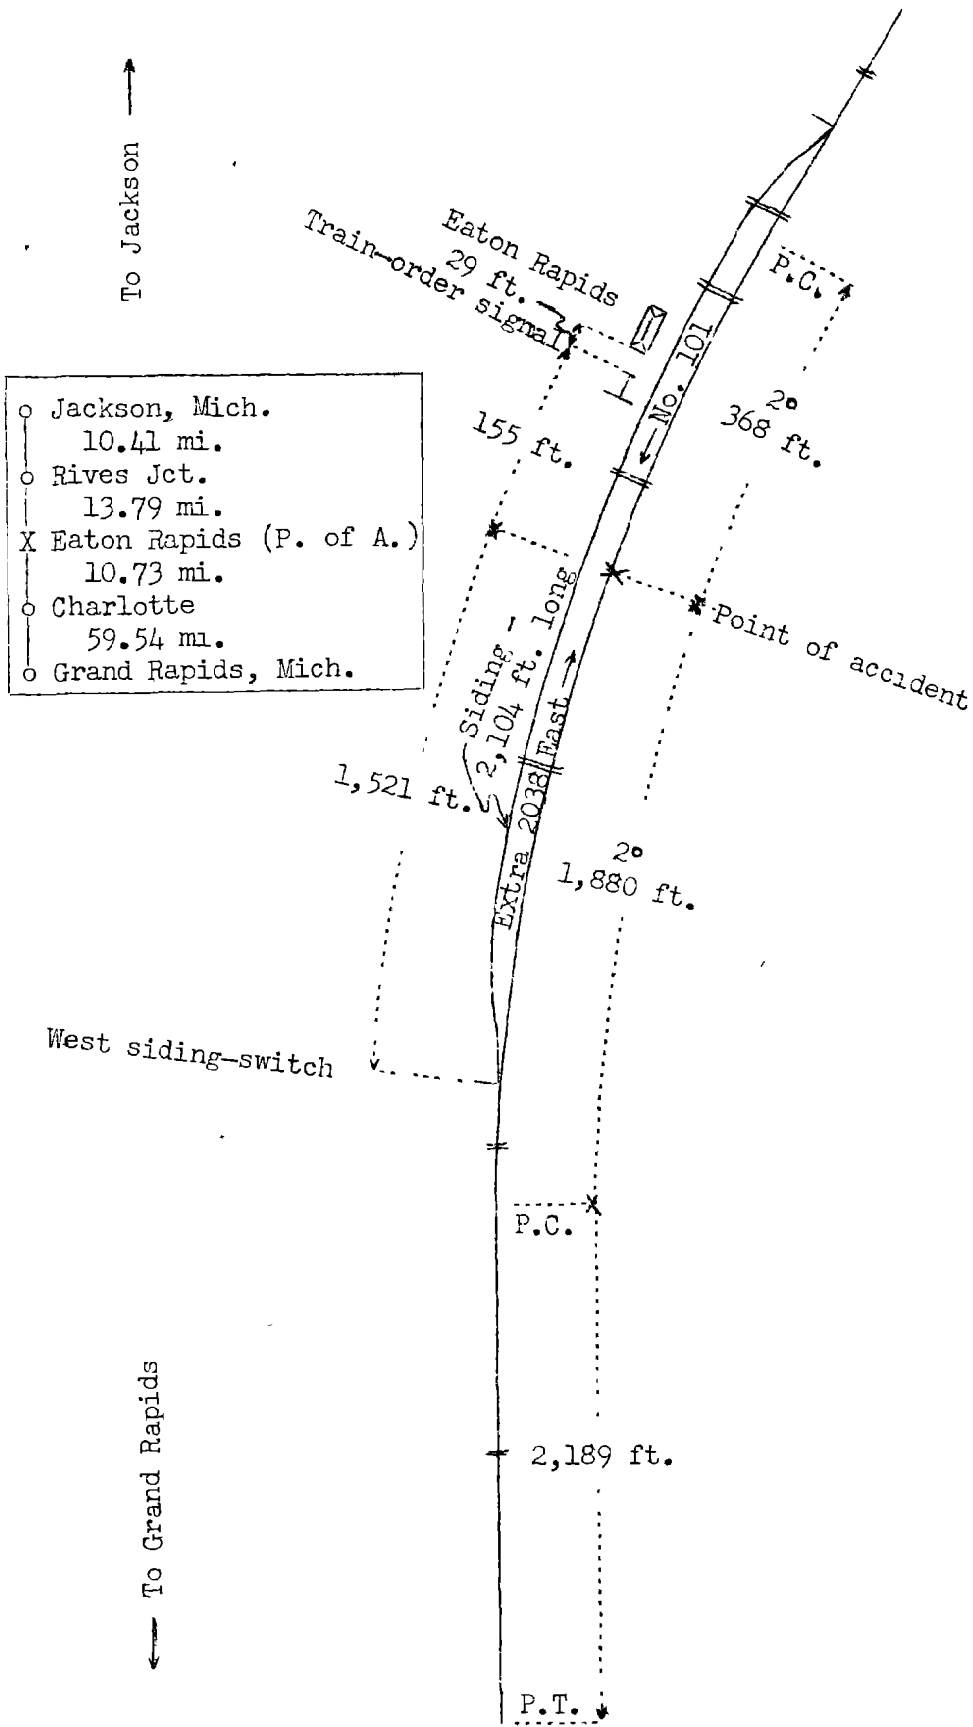 To Jackson
Eaton Rapids
29 ft.
Train-order signal
P.C.
No. 101
2°
368 ft.
155 ft.
Jackson, Mich.
10.41 mi.
Rives Jct.
13.79 mi.
X Eaton Rapids (P. of A.)
10.73 mi.
Charlotte
59.54 mi.
Grand Rapids, Mich.
Point of accident
Siding -
2,104 ft. long
1,521 ft.
Extra 2038 East
2°
1,880 ft.
West siding-switch
P.C.
2,189 ft.
To Grand Rapids
P.T.